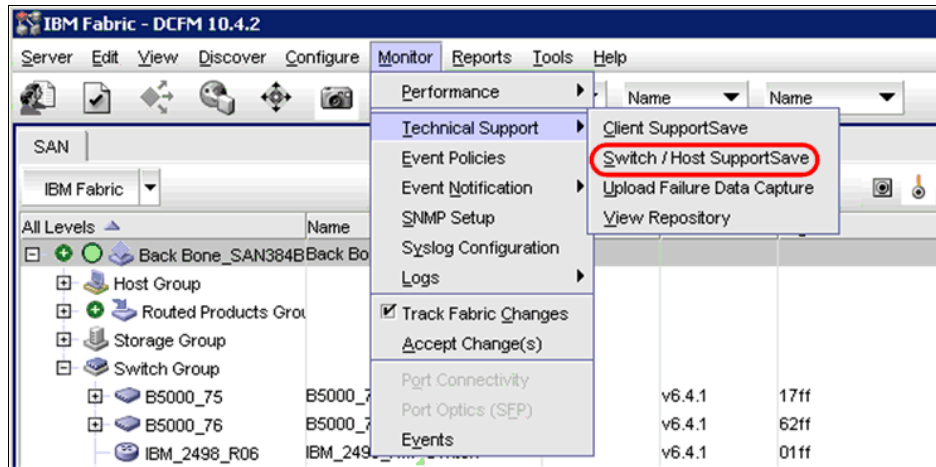 IBM Fabric - DCFM 10.4.2
Server Edit View Discover Configure Monitor Reports Tools Help
Performance
Name Name
Technical Support
Client SupportSave
SAN
Event Policies
Switch / Host SupportSave
IBM Fabric
Event Notification
Upload Failure Data Capture
SNMP Setup
View Repository
All Levels Name
Syslog Configuration
Back Bone_SAN384B Back Bo
Host Group
Logs
Routed Products Grou
Track Fabric Changes
Storage Group
Accept Change(s)
Switch Group
Port Connectivity
B5000_75 B5000_7 v6.4.1 17ff
Port Optics (SFP)
B5000_76 B5000_7 v6.4.1 62ff
Events
IBM_2498_R06 IBM_249 v6.4.1 01ff